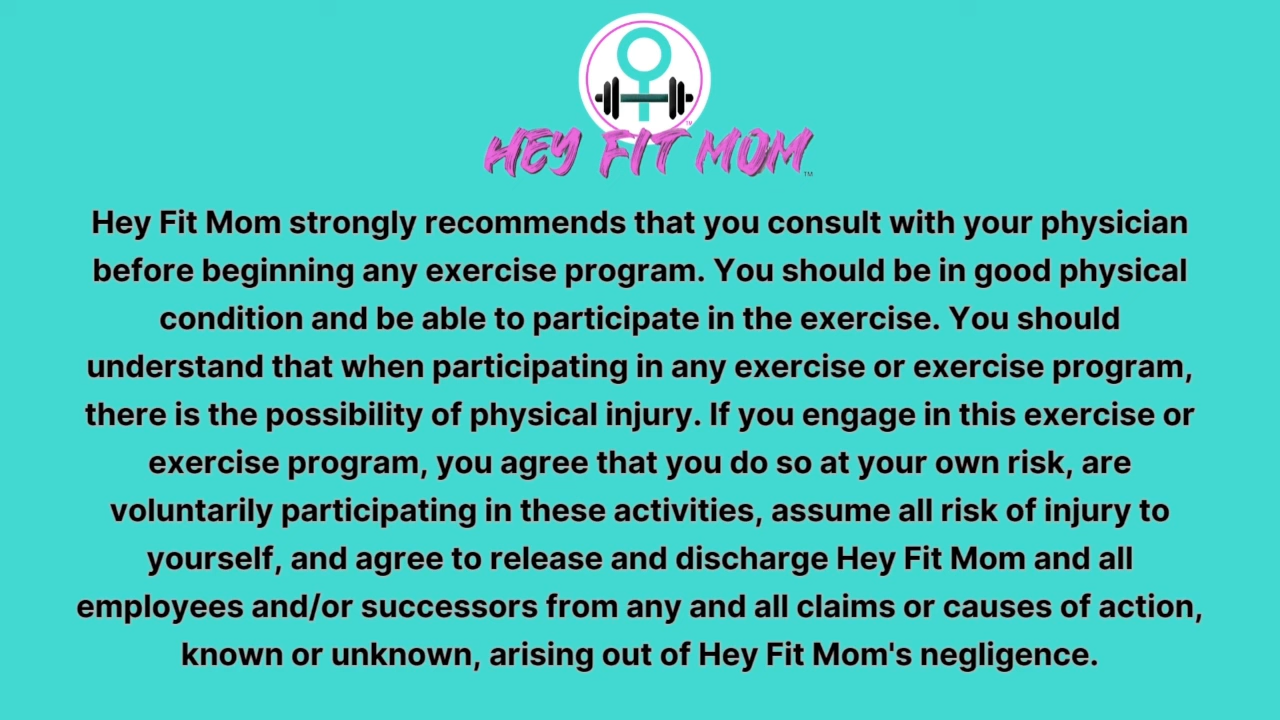 HEY FIT MOM™
Hey Fit Mom strongly recommends that you consult with your physician
before beginning any exercise program. You should be in good physical
condition and be able to participate in the exercise. You should
understand that when participating in any exercise or exercise program,
there is the possibility of physical injury. If you engage in this exercise or
exercise program, you agree that you do so at your own risk, are
voluntarily participating in these activities, assume all risk of injury to
yourself, and agree to release and discharge Hey Fit Mom and all
employees and/or successors from any and all claims or causes of action,
known or unknown, arising out of Hey Fit Mom's negligence.